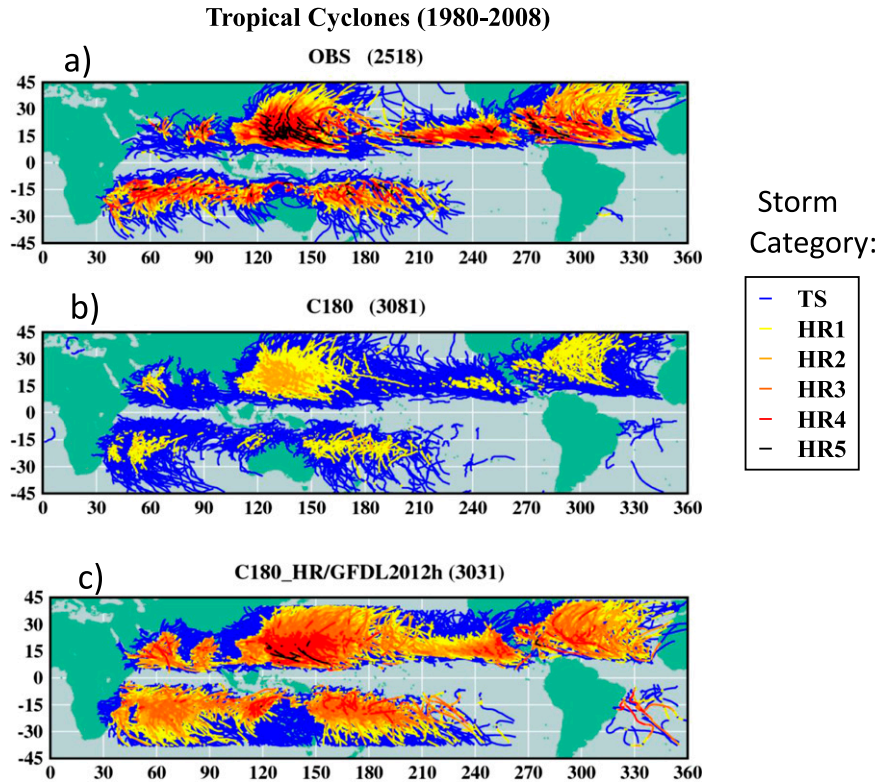 Tropical Cyclones (1980-2008)
a)
OBS (2518)
45
30
15
0
-15
-30
-45
0 30 60 90 120 150 180 210 240 270 300 330 360
b)
C180 (3081)
45
30
15
0
-15
-30
-45
0 30 60 90 120 150 180 210 240 270 300 330 360
c)
C180_HR/GFDL2012h (3031)
45
30
15
0
-15
-30
-45
0 30 60 90 120 150 180 210 240 270 300 330 360
Storm
Category:
TS
HR1
HR2
HR3
HR4
HR5